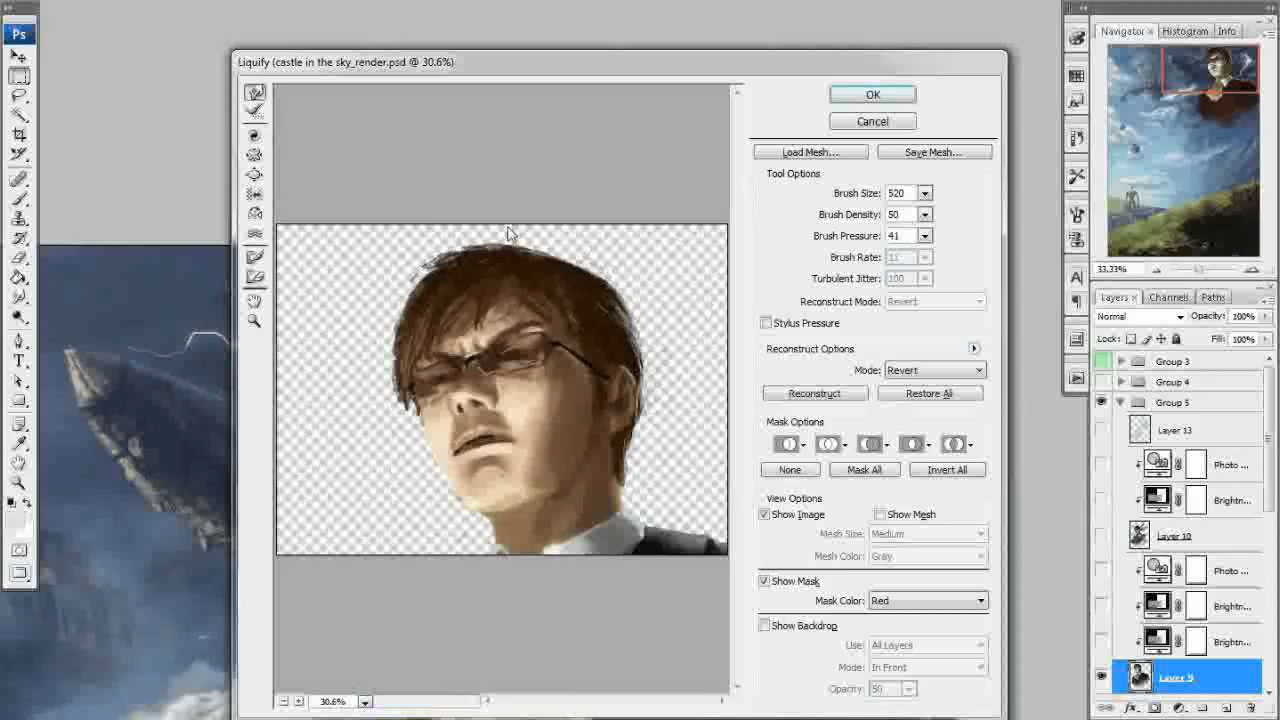 Ps
Liquify (castle in the sky_render.psd @ 30.6%)
OK
Cancel
Load Mesh...
Save Mesh...
Tool Options
Brush Size: 520
Brush Density: 50
Brush Pressure: 41
Brush Rate: 11
Turbulent Jitter: 100
Reconstruct Mode: Revert
Stylus Pressure
Reconstruct Options
Mode: Revert
Reconstruct
Restore All
Mask Options
None
Mask All
Invert All
View Options
Show Image
Show Mesh
Mesh Size: Medium
Mesh Color: Gray
Show Mask
Mask Color: Red
Show Backdrop
Use: All Layers
Mode: In Front
Opacity: 50
30.6%
Navigator × Histogram Info
33.33%
Layers × Channels Paths
Normal Opacity: 100%
Lock: Fill: 100%
Group 3
Group 4
Group 5
Layer 13
Photo ...
Brightn...
Layer 10
Photo ...
Brightn...
Brightn...
Layer 9